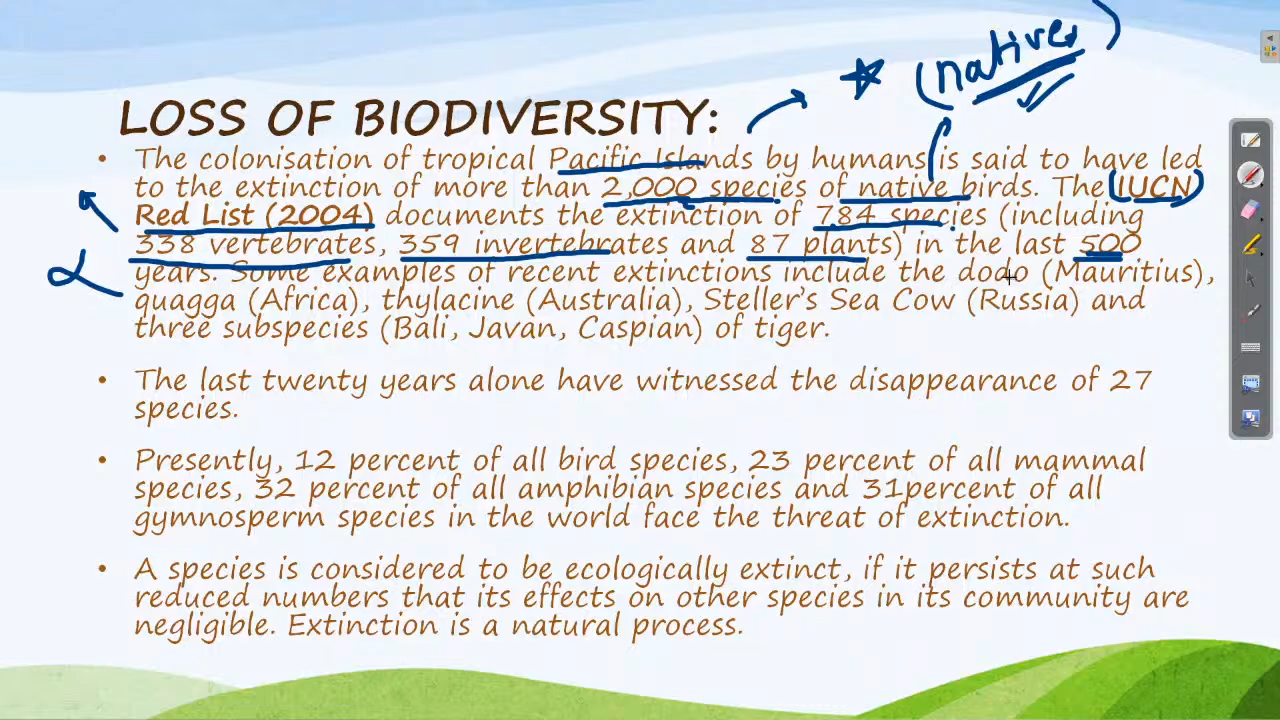 (natives)
LOSS OF BIODIVERSITY:
• The colonisation of tropical Pacific Islands by humans is said to have led
to the extinction of more than 2,000 species of native birds. The (IUCN)
Red List (2004) documents the extinction of 784 species (including
338 vertebrates, 359 invertebrates and 87 plants) in the last 500
years. Some examples of recent extinctions include the dodo (Mauritius),
quagga (Africa), thylacine (Australia), Steller's Sea Cow (Russia) and
three subspecies (Bali, Javan, Caspian) of tiger.
• The last twenty years alone have witnessed the disappearance of 27
species.
• Presently, 12 percent of all bird species, 23 percent of all mammal
species, 32 percent of all amphibian species and 31percent of all
gymnosperm species in the world face the threat of extinction.
• A species is considered to be ecologically extinct, if it persists at such
reduced numbers that its effects on other species in its community are
negligible. Extinction is a natural process.